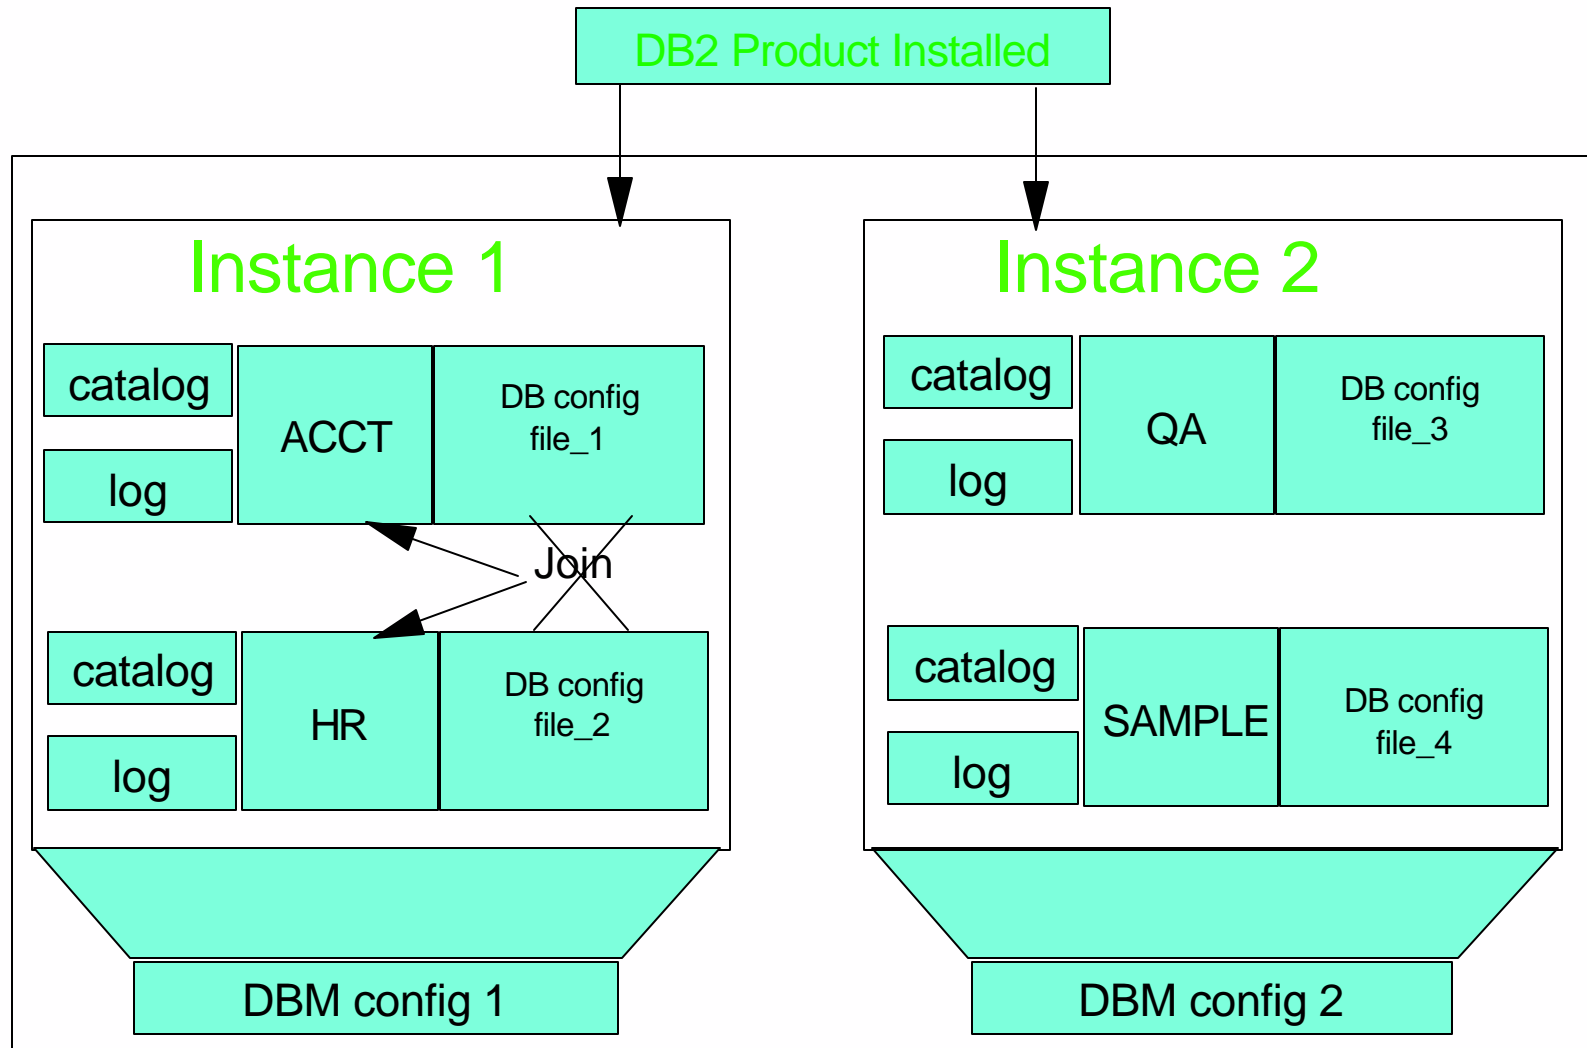 DB2 Product Installed
Instance 1
catalog
log
ACCT
DB config
file_1
Join
catalog
log
HR
DB config
file_2
DBM config 1
Instance 2
catalog
log
QA
DB config
file_3
catalog
log
SAMPLE
DB config
file_4
DBM config 2